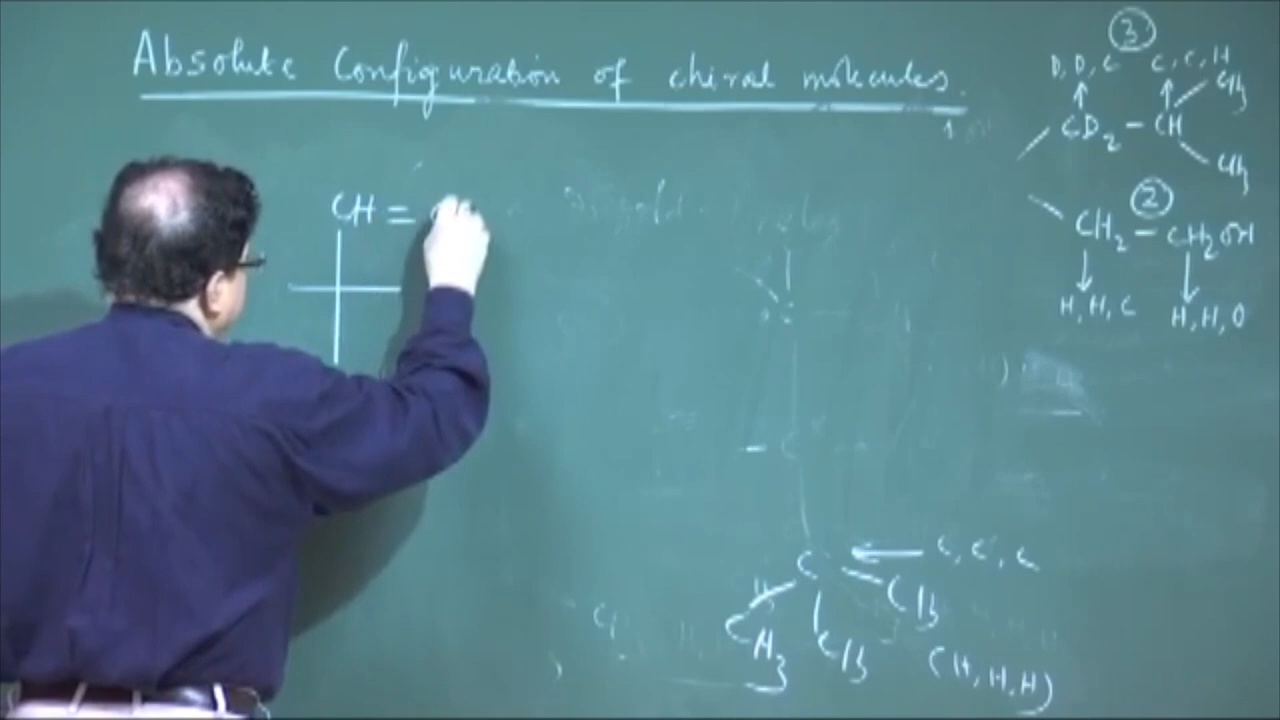 Absolute Configuration of chiral molecules.
3
D, D, C C, C, H
CH3
CD2 - CH
CH3
2
CH =
CH2 - CH2OH
H, H, C H, H, O
C C, C, C
CH3
CH3 CH3
(H, H, H)